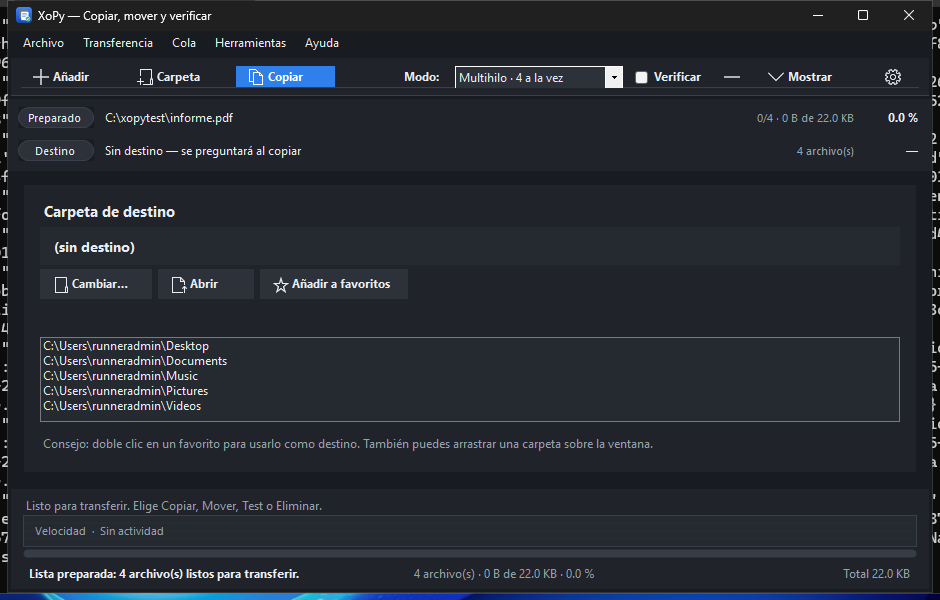 XoPy — Copiar, mover y verificar
Archivo Transferencia Cola Herramientas Ayuda
Añadir Carpeta Copiar Modo: Multihilo · 4 a la vez Verificar Mostrar
Preparado C:\xopytest\informe.pdf 0/4 · 0 B de 22.0 KB 0.0 %
Destino Sin destino — se preguntará al copiar 4 archivo(s) —
Carpeta de destino
(sin destino)
Cambiar... Abrir Añadir a favoritos
C:\Users\runneradmin\Desktop
C:\Users\runneradmin\Documents
C:\Users\runneradmin\Music
C:\Users\runneradmin\Pictures
C:\Users\runneradmin\Videos
Consejo: doble clic en un favorito para usarlo como destino. También puedes arrastrar una carpeta sobre la ventana.
Listo para transferir. Elige Copiar, Mover, Test o Eliminar.
Velocidad · Sin actividad
Lista preparada: 4 archivo(s) listos para transferir. 4 archivo(s) · 0 B de 22.0 KB · 0.0 % Total 22.0 KB